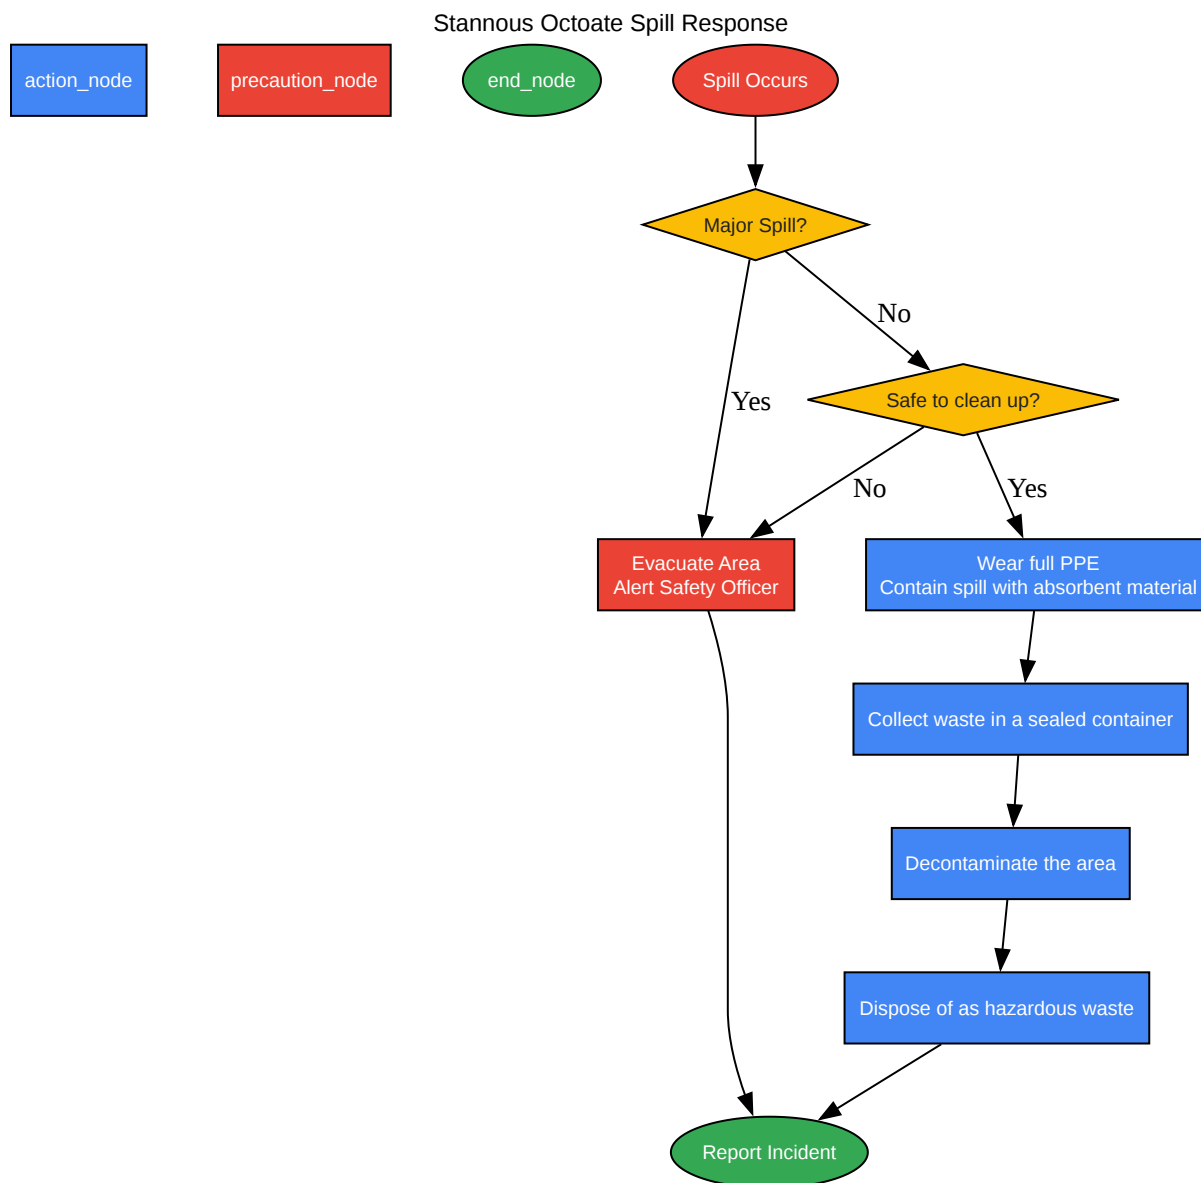 Stannous Octoate Spill Response
action_node
precaution_node
end_node
Spill Occurs
Major Spill?
No
Yes
Safe to clean up?
No
Yes
Evacuate Area
Alert Safety Officer
Wear full PPE
Contain spill with absorbent material
Collect waste in a sealed container
Decontaminate the area
Dispose of as hazardous waste
Report Incident